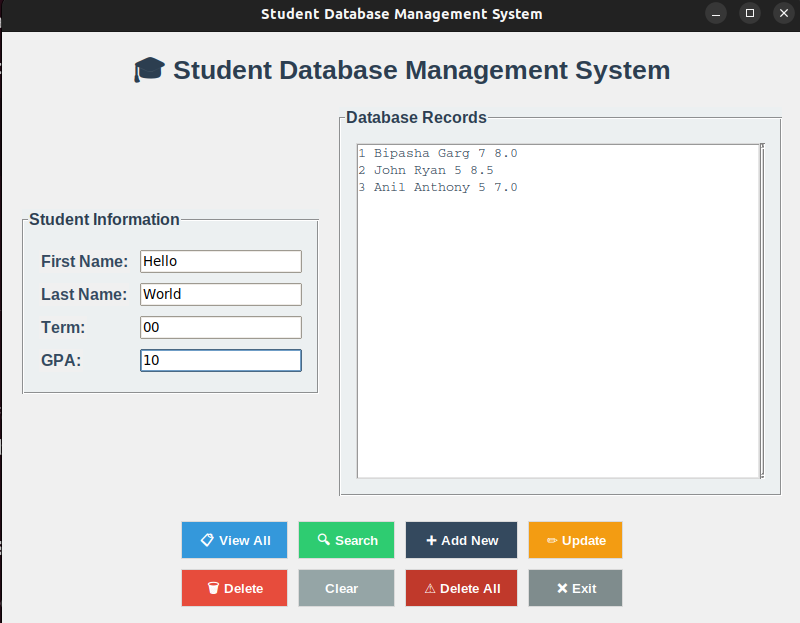 Student Database Management System
🎓 Student Database Management System
Student Information
First Name: Hello
Last Name: World
Term: 00
GPA: 10
Database Records
1 Bipasha Garg 7 8.0
2 John Ryan 5 8.5
3 Anil Anthony 5 7.0
📋 View All
🔍 Search
➕ Add New
✏ Update
🗑 Delete
Clear
⚠ Delete All
❌ Exit